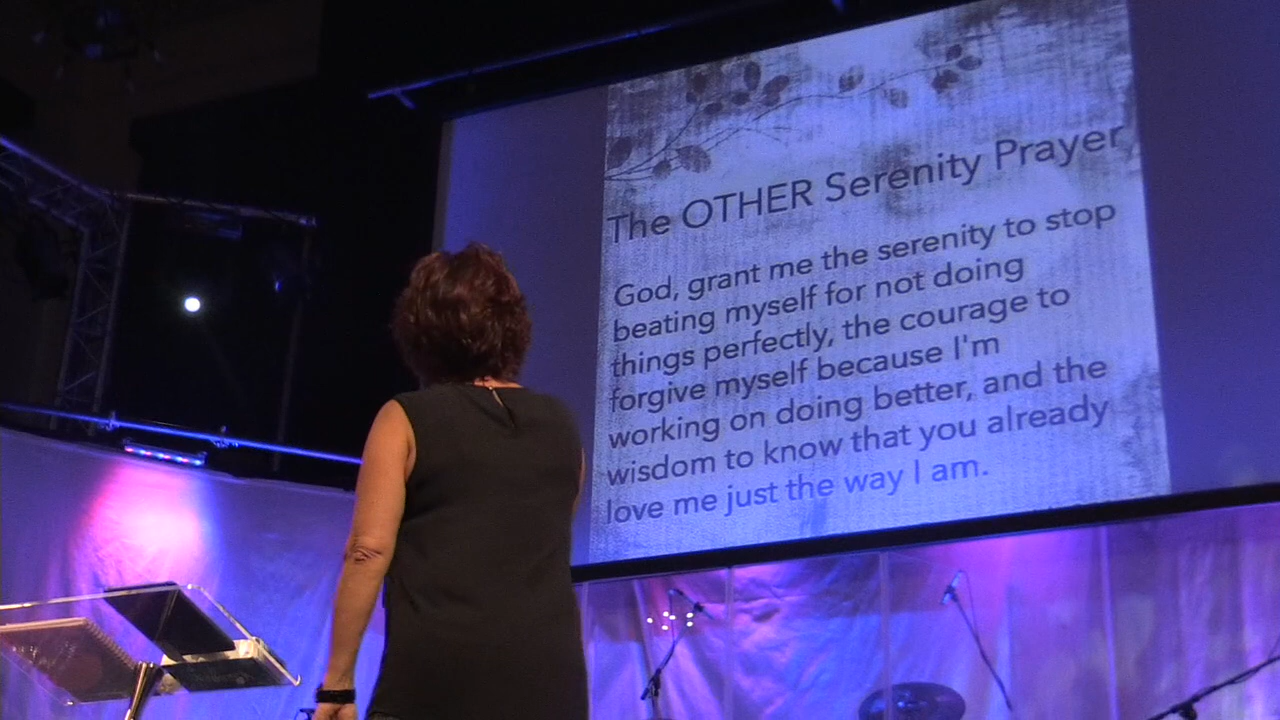 The OTHER Serenity Prayer
God, grant me the serenity to stop
beating myself for not doing
things perfectly, the courage to
forgive myself because I'm
working on doing better, and the
wisdom to know that you already
love me just the way I am.